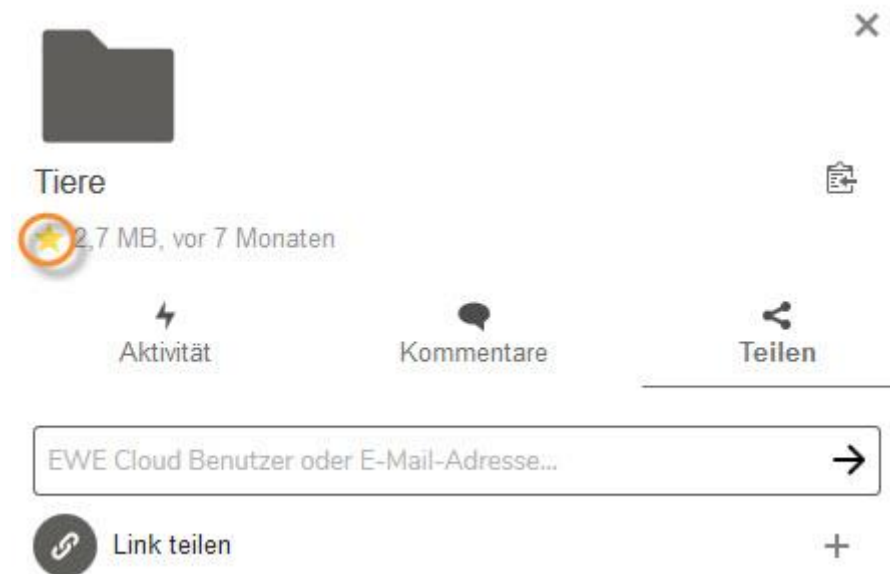 Tiere
2,7 MB, vor 7 Monaten
Aktivität
Kommentare
Teilen
EWE Cloud Benutzer oder E-Mail-Adresse...
Link teilen